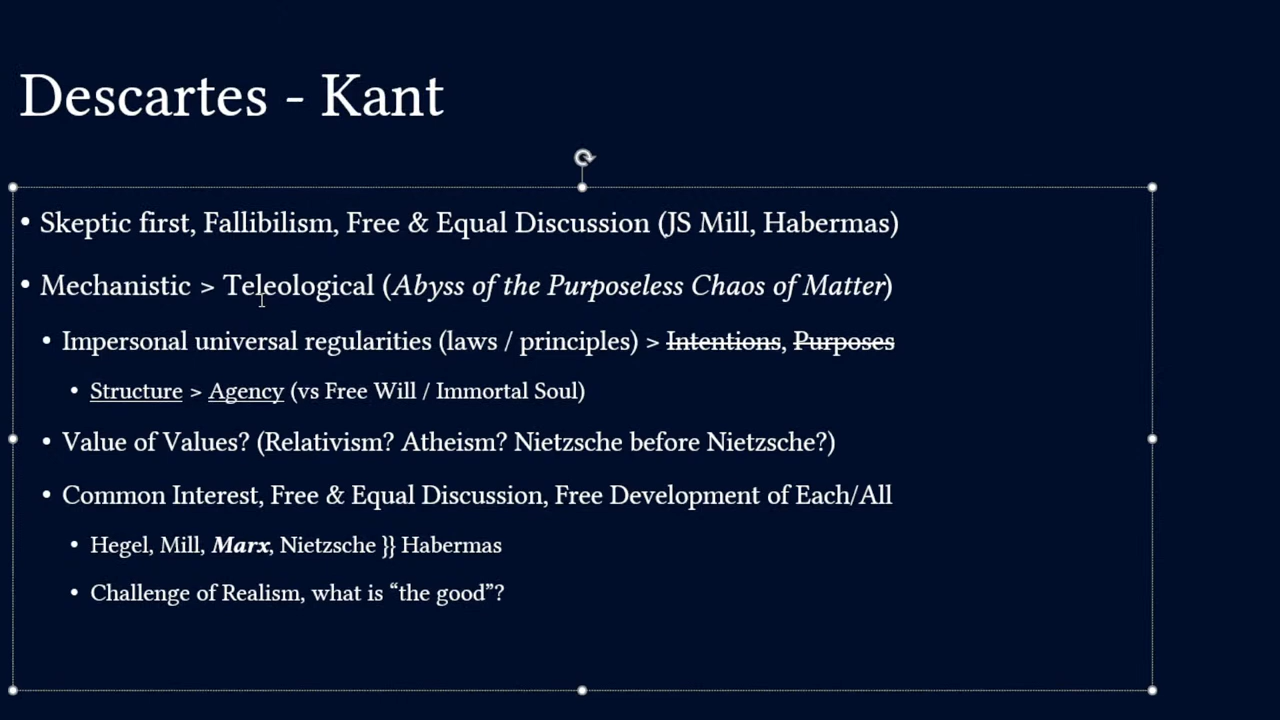 Descartes - Kant
• Skeptic first, Fallibilism, Free & Equal Discussion (JS Mill, Habermas)
• Mechanistic > Teleological (Abyss of the Purposeless Chaos of Matter)
• Impersonal universal regularities (laws / principles) > Intentions, Purposes
• Structure > Agency (vs Free Will / Immortal Soul)
• Value of Values? (Relativism? Atheism? Nietzsche before Nietzsche?)
• Common Interest, Free & Equal Discussion, Free Development of Each/All
• Hegel, Mill, Marx, Nietzsche }} Habermas
• Challenge of Realism, what is “the good”?